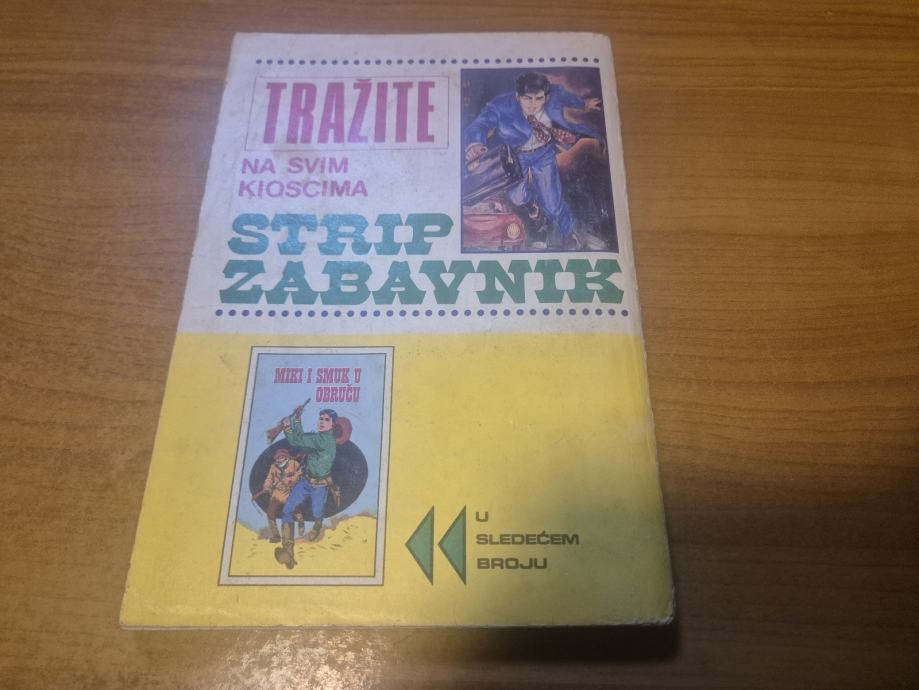 TRAŽITE
NA SVIM
KIOSCIMA
STRIP
ZABAVNIK
MIKI I SMUK U
OBRUČU
U
SLEDEĆEM
BROJU